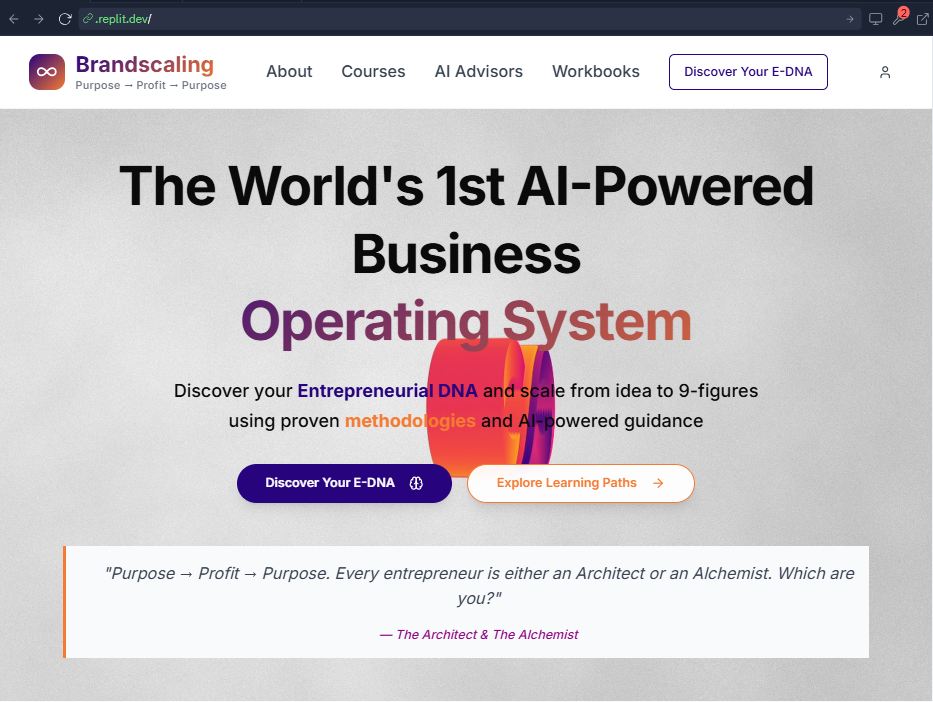 .replit.dev/
2
Brandscaling
Purpose → Profit → Purpose
About
Courses
AI Advisors
Workbooks
Discover Your E-DNA
The World's 1st AI-Powered
Business
Operating System
Discover your Entrepreneurial DNA and scale from idea to 9-figures
using proven methodologies and AI-powered guidance
Discover Your E-DNA
Explore Learning Paths →
"Purpose → Profit → Purpose. Every entrepreneur is either an Architect or an Alchemist. Which are
you?"
— The Architect & The Alchemist